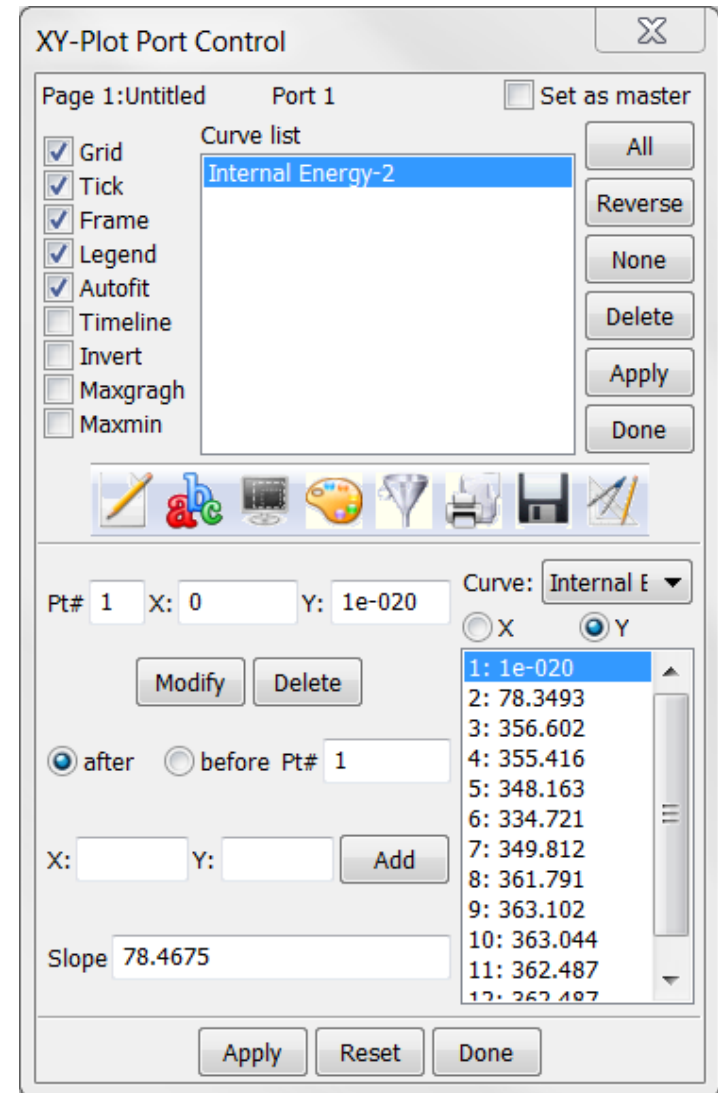 XY-Plot Port Control
Page 1:Untitled Port 1 Set as master
Grid
Tick
Frame
Legend
Autofit
Timeline
Invert
Maxgragh
Maxmin
Curve list
Internal Energy-2
All
Reverse
None
Delete
Apply
Done
abc
Pt# 1 X: 0 Y: 1e-020
Modify Delete
after before Pt# 1
X: Y: Add
Slope 78.4675
Curve: Internal E
X Y
1: 1e-020
2: 78.3493
3: 356.602
4: 355.416
5: 348.163
6: 334.721
7: 349.812
8: 361.791
9: 363.102
10: 363.044
11: 362.487
12: 362.487
Apply Reset Done